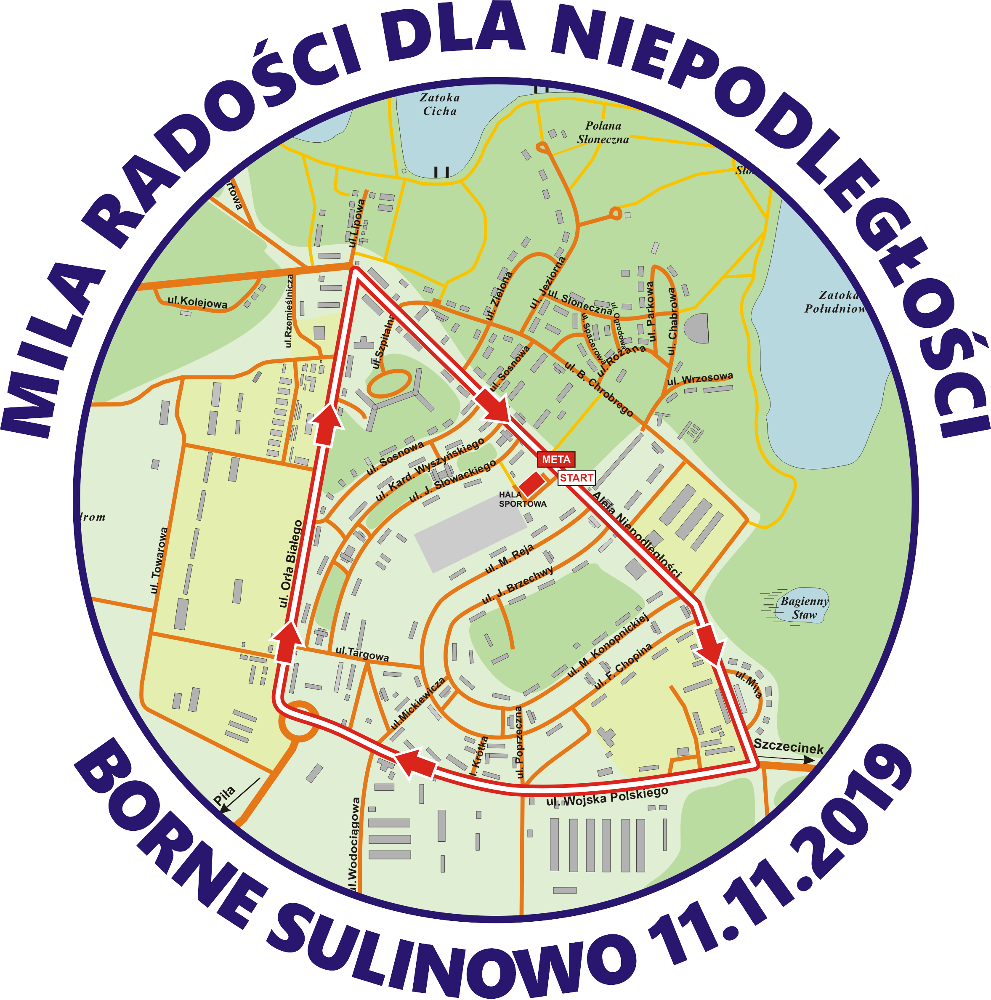 MILA RADOŚCI DLA NIEPODLEGŁOŚCI
Zatoka
Cicha
Polana
Słoneczna
rtowa
ul.Lipowa
ul.Kolejowa
ul.Rzemieślnicza
ul.Szpitalna
ul. Zielona
ul. Jeziorna
ul. Słoneczna
ul. Ogrodowa
ul. Spacerowa
ul. Parkowa
ul. Chabrowa
ul. Różana
ul. Wrzosowa
Zatoka
Południow
ul. Sosnowa
ul. B. Chrobrego
ul. Sosnowa
ul. Kard. Wyszyńskiego
ul. J. Słowackiego
META
START
HALA
SPORTOWA
Aleja Niepodległości
drom
ul. Towarowa
ul. Orła Białego
ul. M. Reja
ul. J. Brzechwy
Bagienny
Staw
ul. M. Konopnickiej
ul. F. Chopina
ul.Targowa
ul.Mickiewicza
ul.Miła
l. Krótka
ul. Poprzeczna
Szczecinek
Piła
ul. Wojska Polskiego
ul.Wodociągowa
BORNE SULINOWO 11.11.2019